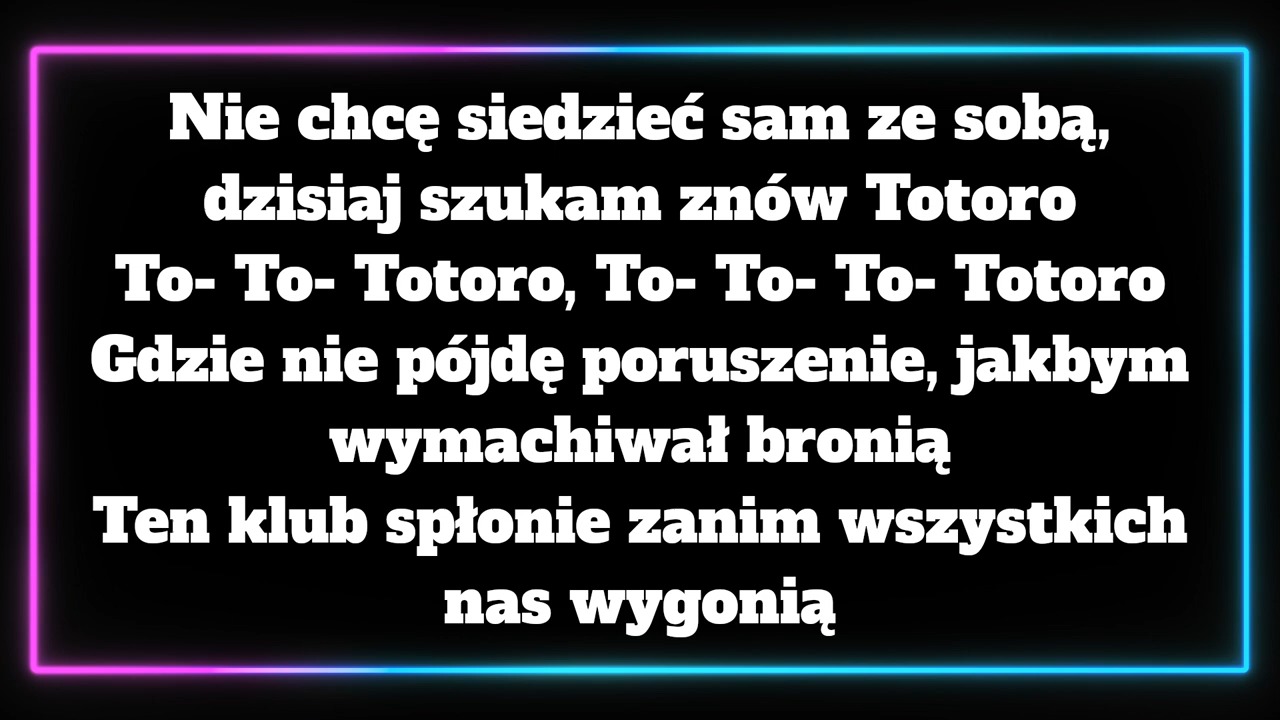 Nie chcę siedzieć sam ze sobą,
dzisiaj szukam znów Totoro
To- To- Totoro, To- To- To- Totoro
Gdzie nie pójdę poruszenie, jakbym
wymachiwał bronią
Ten klub spłonie zanim wszystkich
nas wygonią